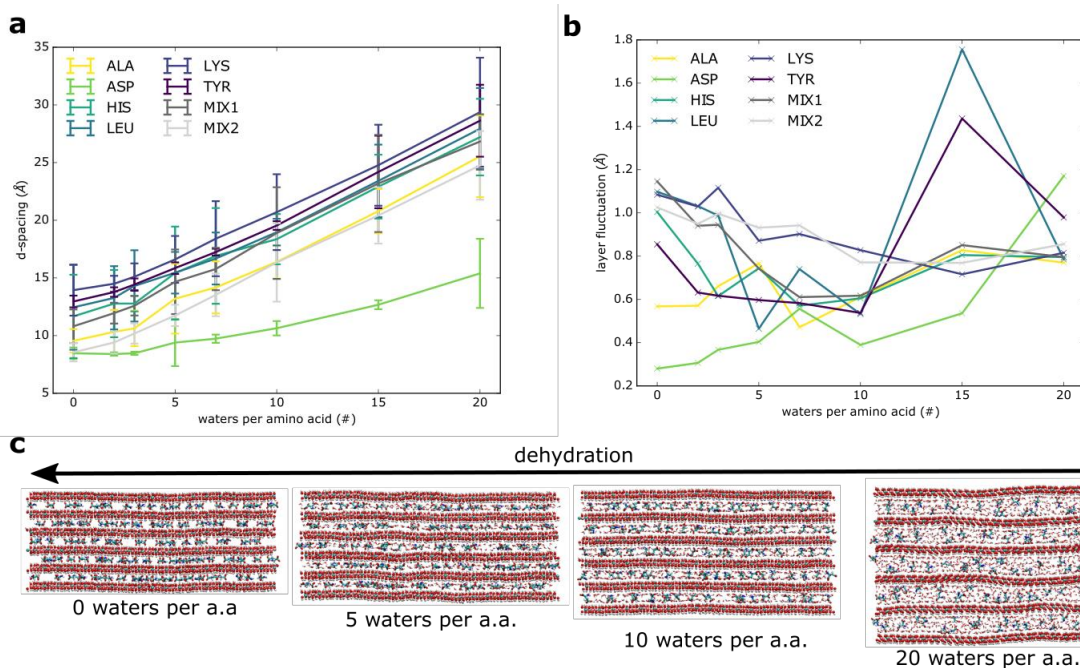 a
35
30
25
20
15
10
5
d-spacing (Å)
ALA
ASP
HIS
LEU
LYS
TYR
MIX1
MIX2
0 5 10 15 20
waters per amino acid (#)
b
1.8
1.6
1.4
1.2
1.0
0.8
0.6
0.4
0.2
layer fluctuation (Å)
ALA
ASP
HIS
LEU
LYS
TYR
MIX1
MIX2
0 5 10 15 20
waters per amino acid (#)
c
dehydration
0 waters per a.a
5 waters per a.a.
10 waters per a.a.
20 waters per a.a.